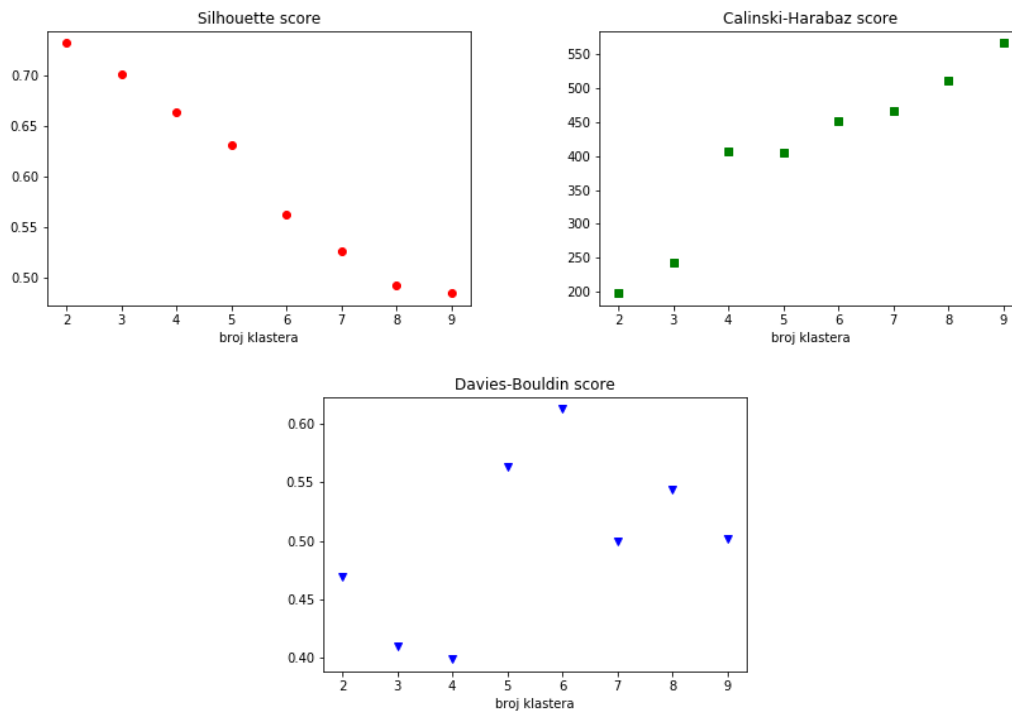 Silhouette score
0.70
0.65
0.60
0.55
0.50
2 3 4 5 6 7 8 9
broj klastera
Calinski-Harabaz score
550
500
450
400
350
300
250
200
2 3 4 5 6 7 8 9
broj klastera
Davies-Bouldin score
0.60
0.55
0.50
0.45
0.40
2 3 4 5 6 7 8 9
broj klastera